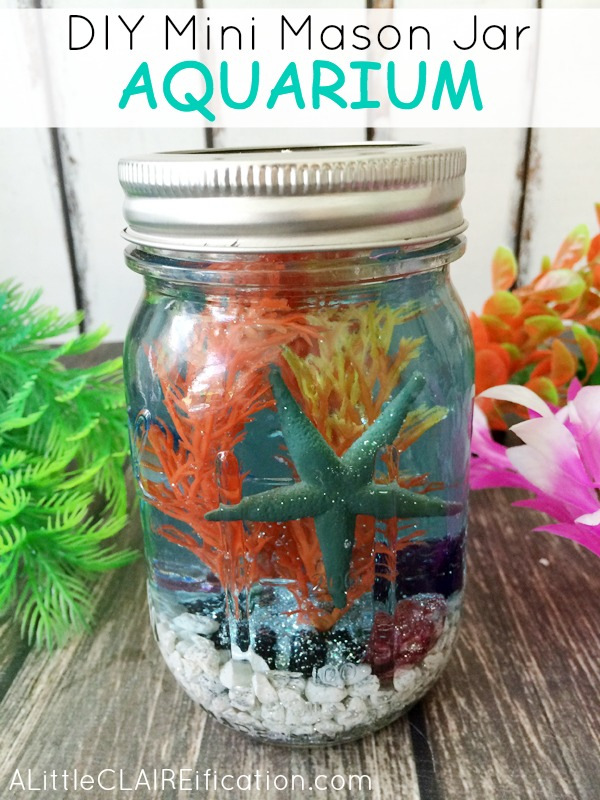 DIY Mini Mason Jar
AQUARIUM
ALittleCLAIREification.com